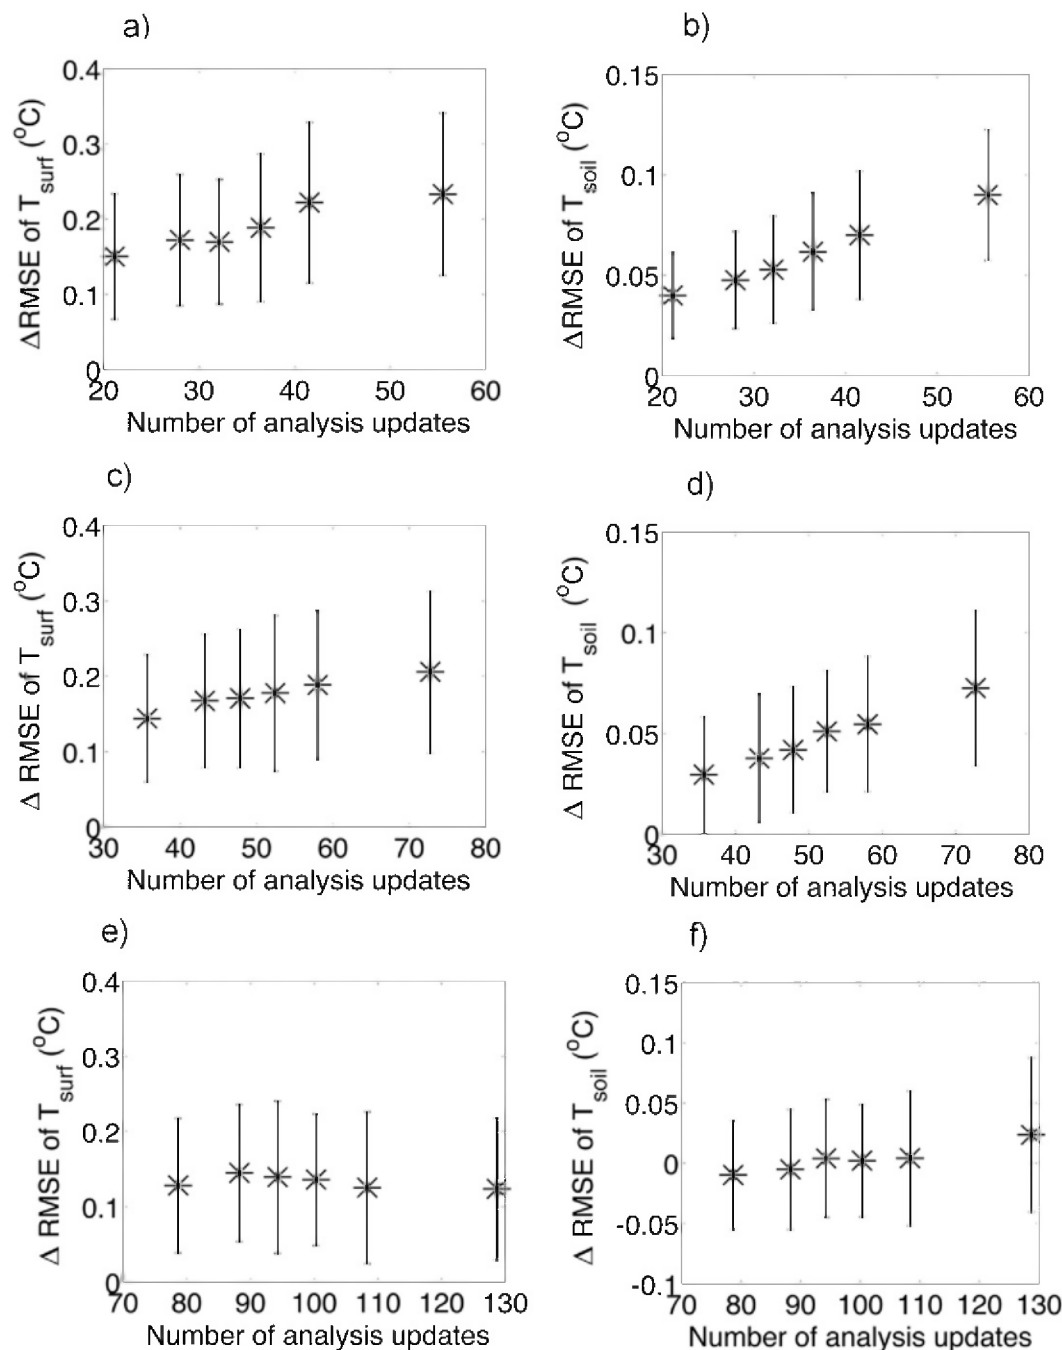 a)
0.4
0.3
0.2
0.1
0
ΔRMSE of T_surf (°C)
20 30 40 50 60
Number of analysis updates
b)
0.15
0.1
0.05
0
ΔRMSE of T_soil (°C)
20 30 40 50 60
Number of analysis updates
c)
0.4
0.3
0.2
0.1
0
Δ RMSE of T_surf (°C)
30 40 50 60 70 80
Number of analysis updates
d)
0.15
0.1
0.05
0
Δ RMSE of T_soil (°C)
30 40 50 60 70 80
Number of analysis updates
e)
0.4
0.3
0.2
0.1
0
Δ RMSE of T_surf (°C)
70 80 90 100 110 120 130
Number of analysis updates
f)
0.15
0.1
0.05
0
-0.05
-0.1
Δ RMSE of T_soil (°C)
70 80 90 100 110 120 130
Number of analysis updates